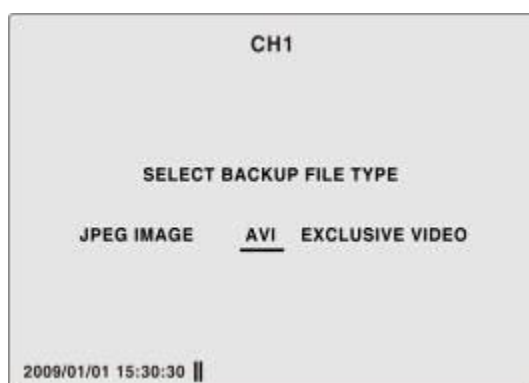 CH1
SELECT BACKUP FILE TYPE
JPEG IMAGE AVI EXCLUSIVE VIDEO
2009/01/01 15:30:30